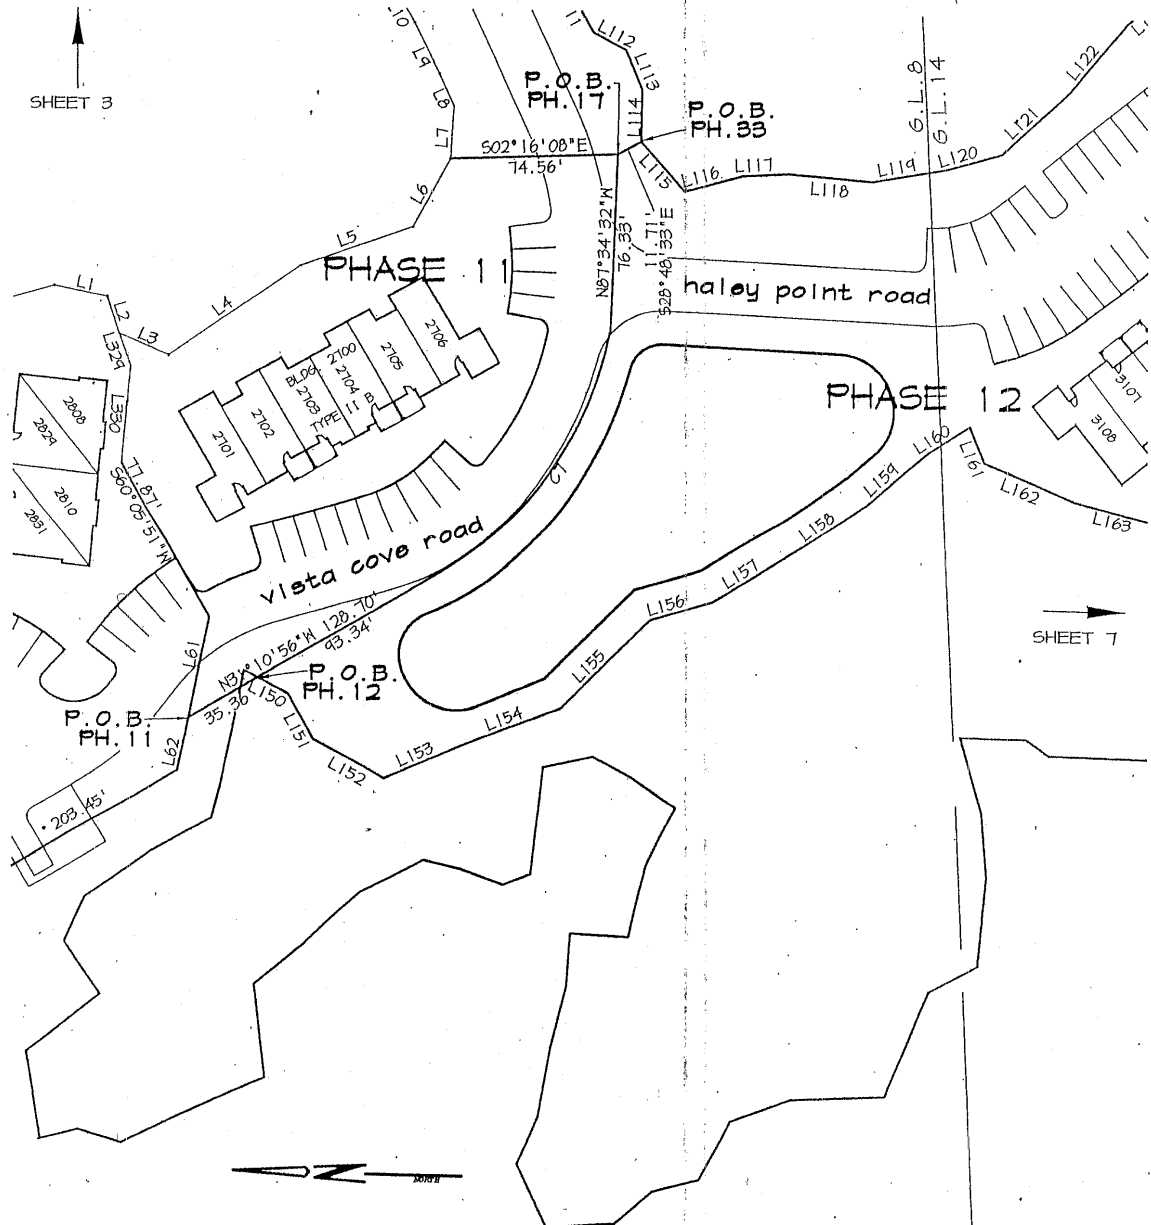 L10
L9
L8
L7
L6
L5
L4
L1
L2
L3
L329
L330
SHEET 3
11
L112
L113
L114
P.O.B.
PH.17
P.O.B.
PH.33
S02°16'08"E
74.56'
L115
L116
L117
L118
L119
L120
L121
L122
G.L.8
G.L.14
N87°34'32"W
76.33'
11.71'
S28°48'33"E
PHASE 11
haley point road
2706
2705
BLDG. 2700
2704
2703
TYPE 11 B
2702
2701
2808
2829
2810
2831
77.87'
S60°05'51"W
PHASE 12
3107
3108
C2
L160
L161
L162
L163
L159
L158
L157
L156
L155
L154
L153
L152
L151
L150
vista cove road
128.70'
93.34'
35.36'
P.O.B.
PH.12
P.O.B.
PH.11
L61
L62
203.45'
SHEET 7
NORTH